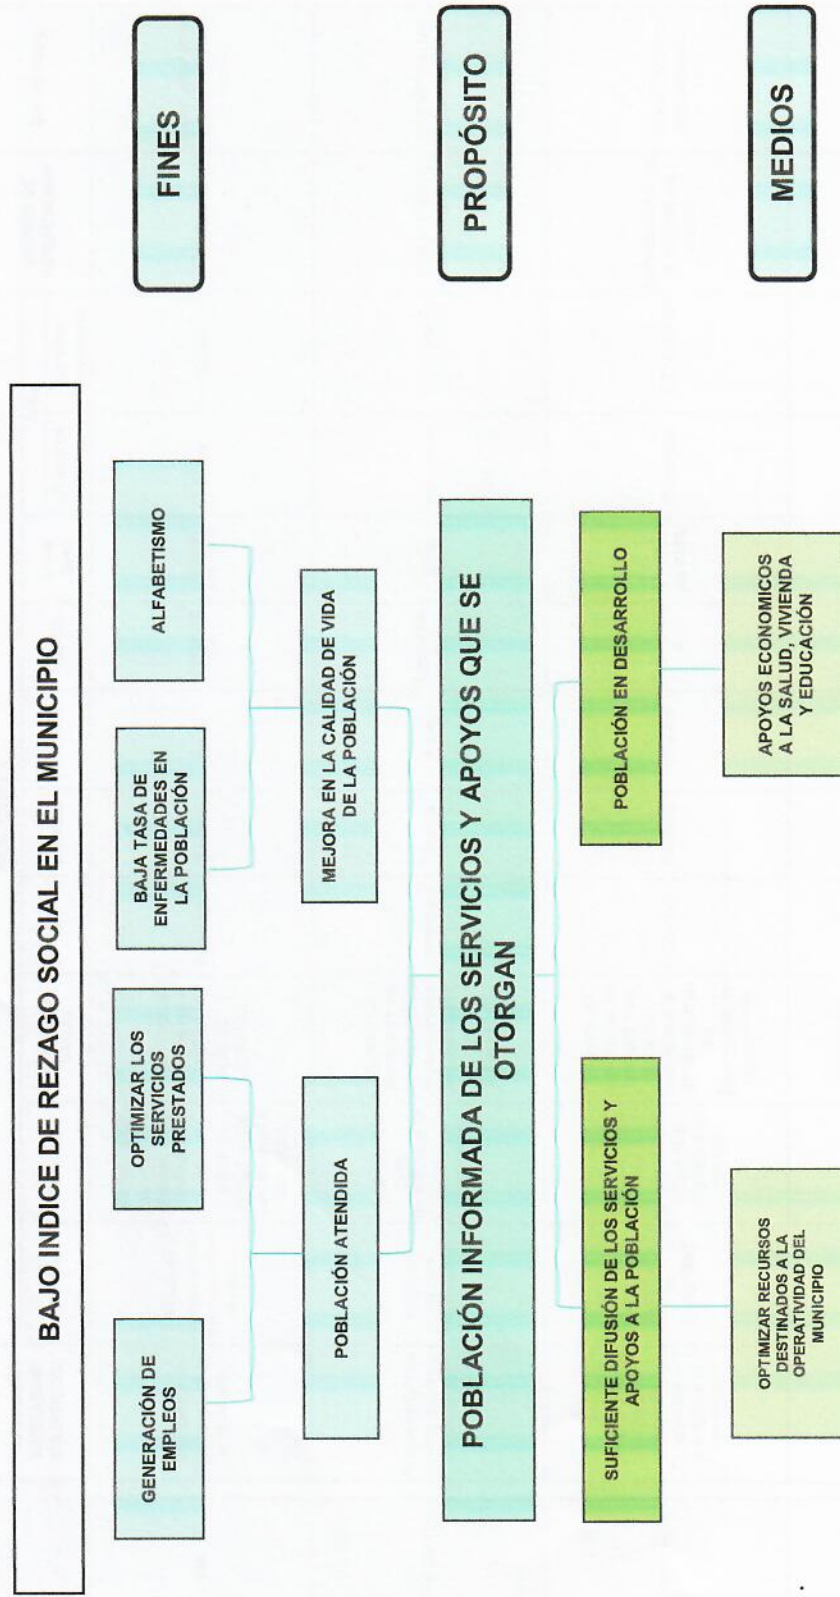 BAJO INDICE DE REZAGO SOCIAL EN EL MUNICIPIO
GENERACIÓN DE
EMPLEOS
OPTIMIZAR LOS
SERVICIOS
PRESTADOS
BAJA TASA DE
ENFERMEDADES EN
LA POBLACIÓN
ALFABETISMO
FINES
POBLACIÓN ATENDIDA
MEJORA EN LA CALIDAD DE VIDA
DE LA POBLACIÓN
POBLACIÓN INFORMADA DE LOS SERVICIOS Y APOYOS QUE SE
OTORGAN
PROPÓSITO
SUFICIENTE DIFUSIÓN DE LOS SERVICIOS Y
APOYOS A LA POBLACIÓN
POBLACIÓN EN DESARROLLO
OPTIMIZAR RECURSOS
DESTINADOS A LA
OPERATIVIDAD DEL
MUNICIPIO
APOYOS ECONOMICOS
A LA SALUD, VIVIENDA
Y EDUCACIÓN
MEDIOS